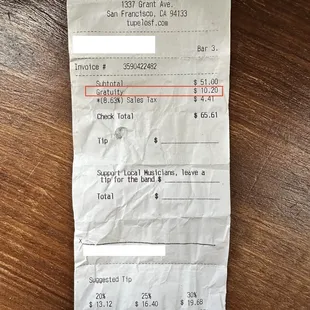 1337 Grant Ave.
San Francisco, CA 94133
tupelosf.com
Bar 3.
Invoice # 3590422482
Subtotal $ 51.00
Gratuity $ 10.20
*(8.63%) Sales Tax $ 4.41
Check Total $ 65.61
Tip $
Support Local Musicians, leave a
tip for the band $
Total $
X
Suggested Tip
20% 25% 30%
$ 13.12 $ 16.40 $ 19.68